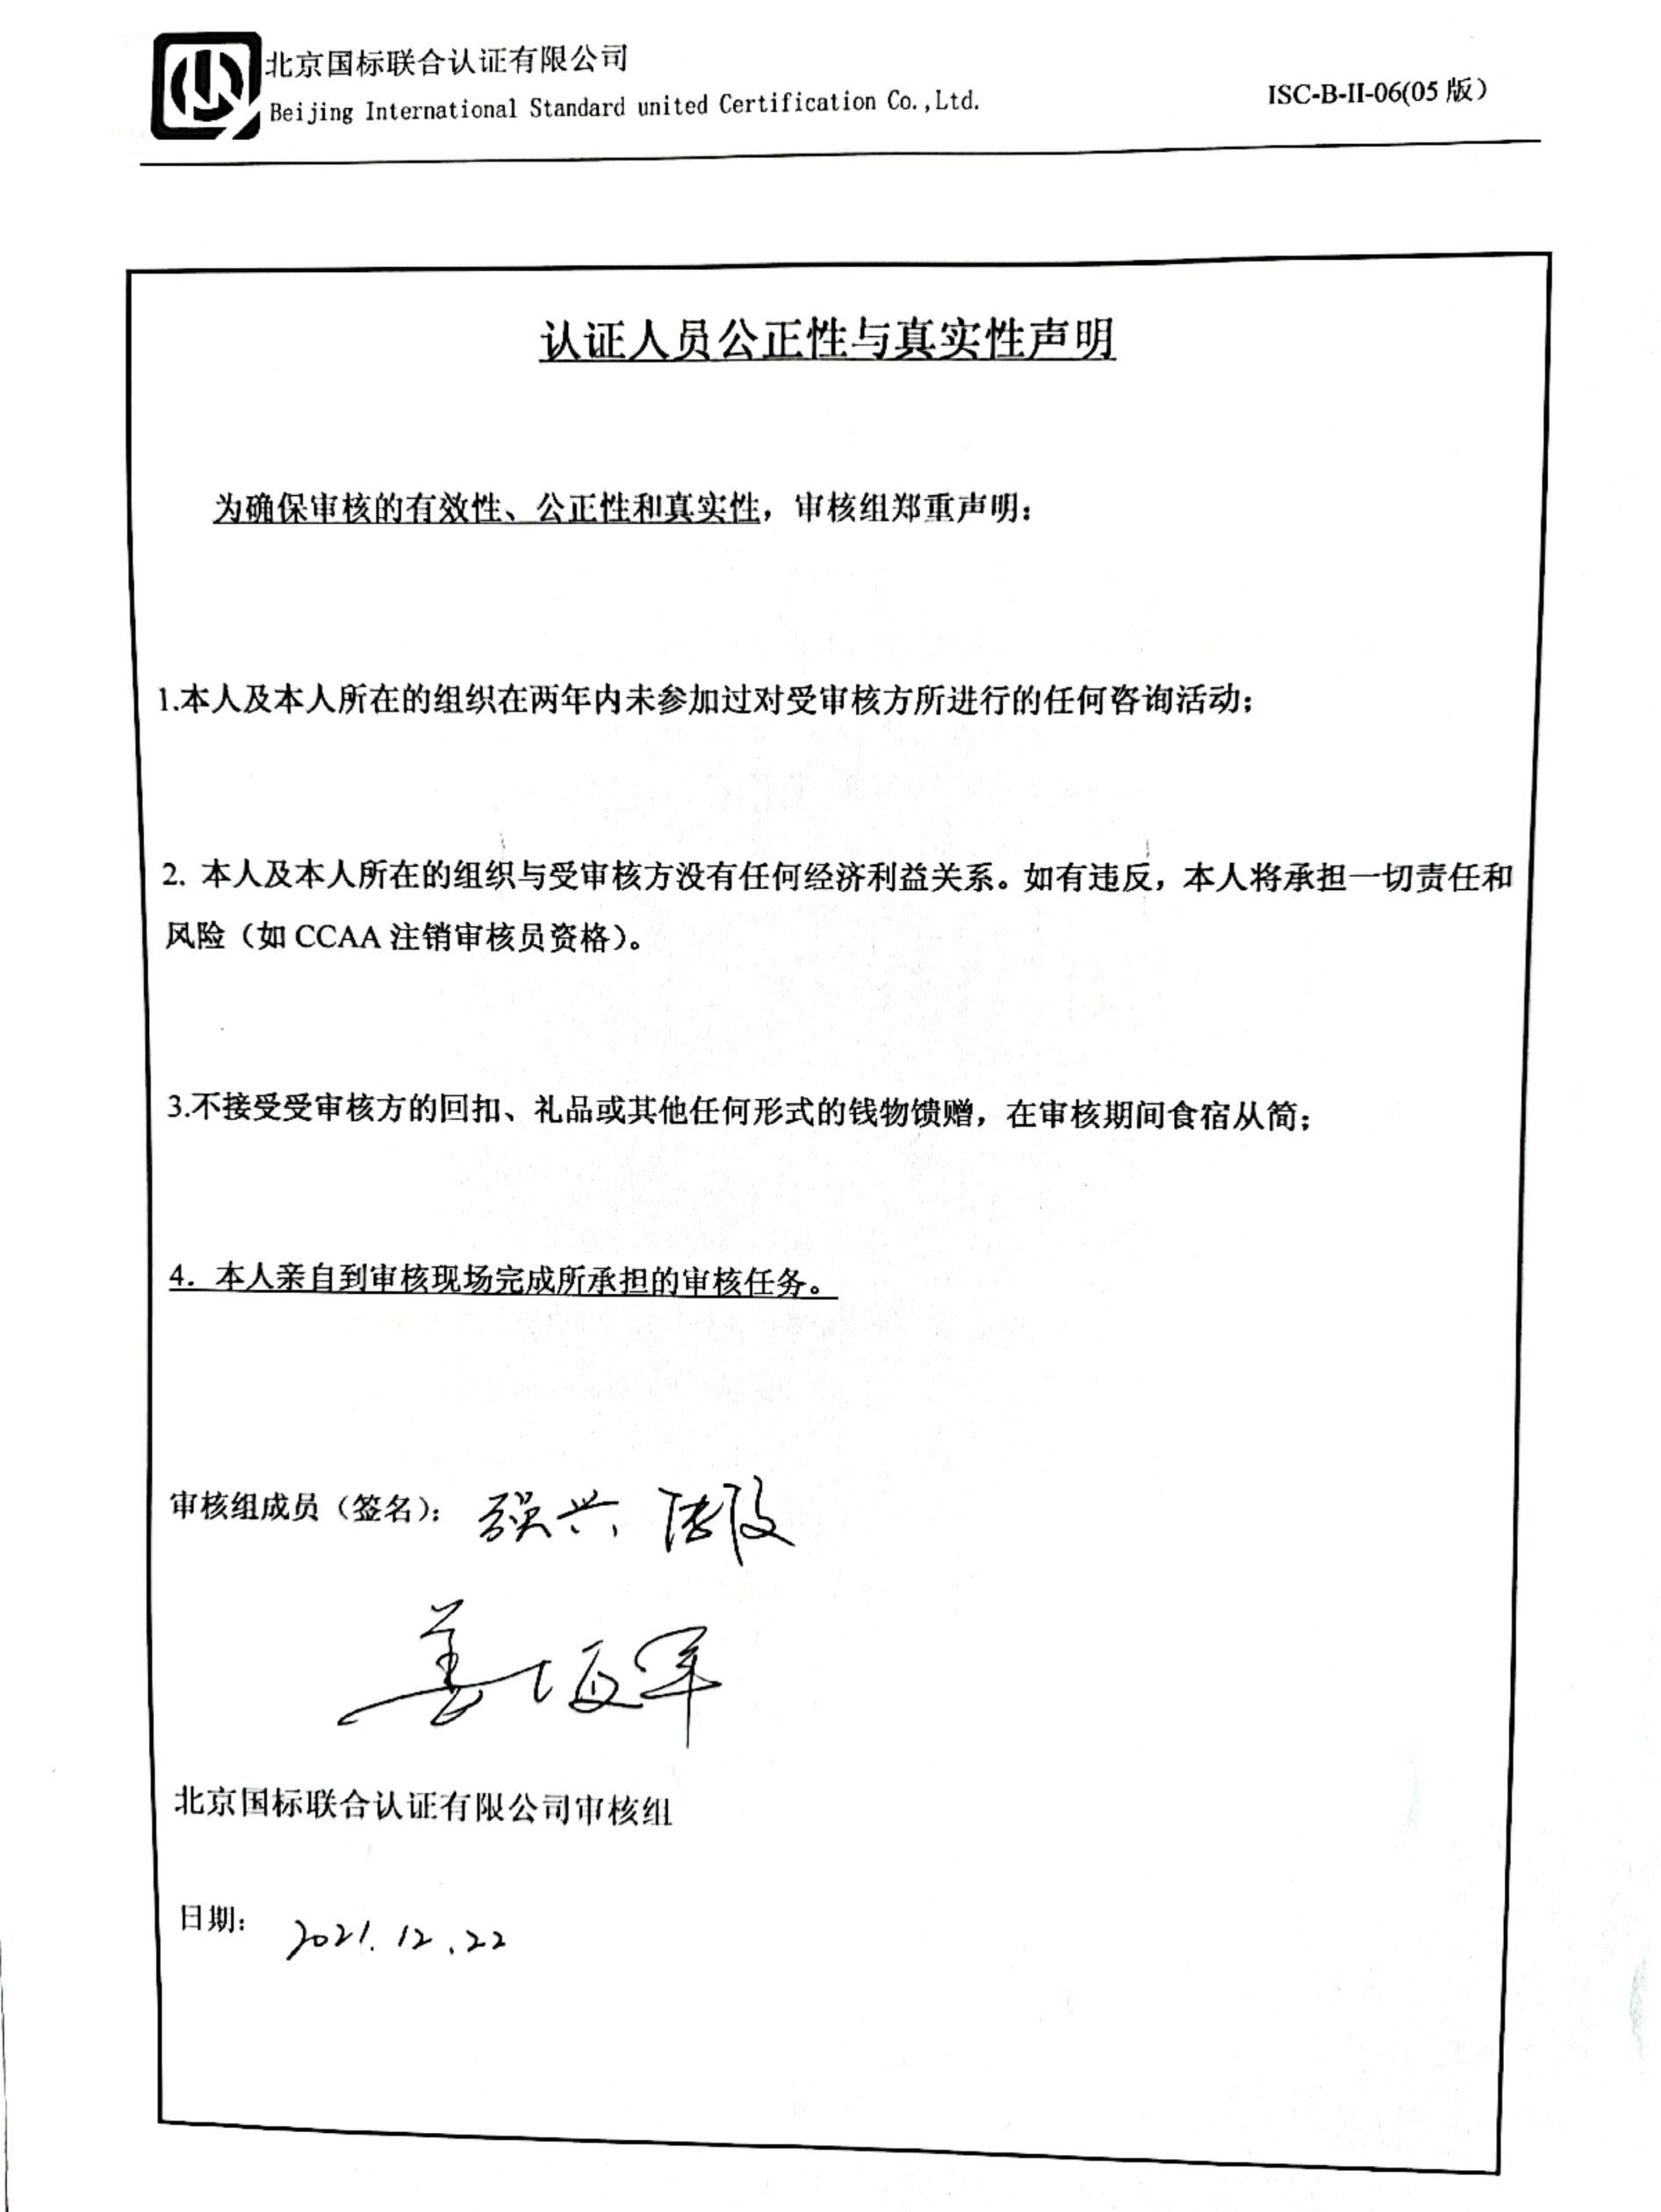 北京国标联合认证有限公司
Beijing International Standard united Certification Co.,Ltd.
ISC-B-II-06(05 版）
认证人员公正性与真实性声明
为确保审核的有效性、公正性和真实性，审核组郑重声明：
1.本人及本人所在的组织在两年内未参加过对受审核方所进行的任何咨询活动；
2. 本人及本人所在的组织与受审核方没有任何经济利益关系。如有违反，本人将承担一切责任和
风险（如 CCAA 注销审核员资格）。
3.不接受受审核方的回扣、礼品或其他任何形式的钱物馈赠，在审核期间食宿从简；
4. 本人亲自到审核现场完成所承担的审核任务。
审核组成员（签名）： 强兴
姜海军
北京国标联合认证有限公司审核组
日期： 2021.12.22